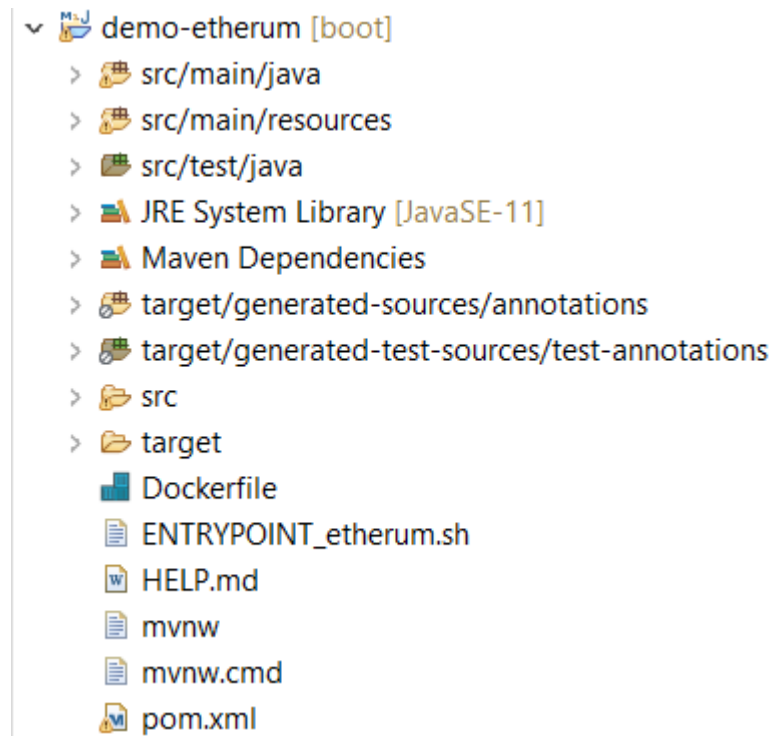 demo-etherum [boot]
src/main/java
src/main/resources
src/test/java
JRE System Library [JavaSE-11]
Maven Dependencies
target/generated-sources/annotations
target/generated-test-sources/test-annotations
src
target
Dockerfile
ENTRYPOINT_etherum.sh
HELP.md
mvnw
mvnw.cmd
pom.xml